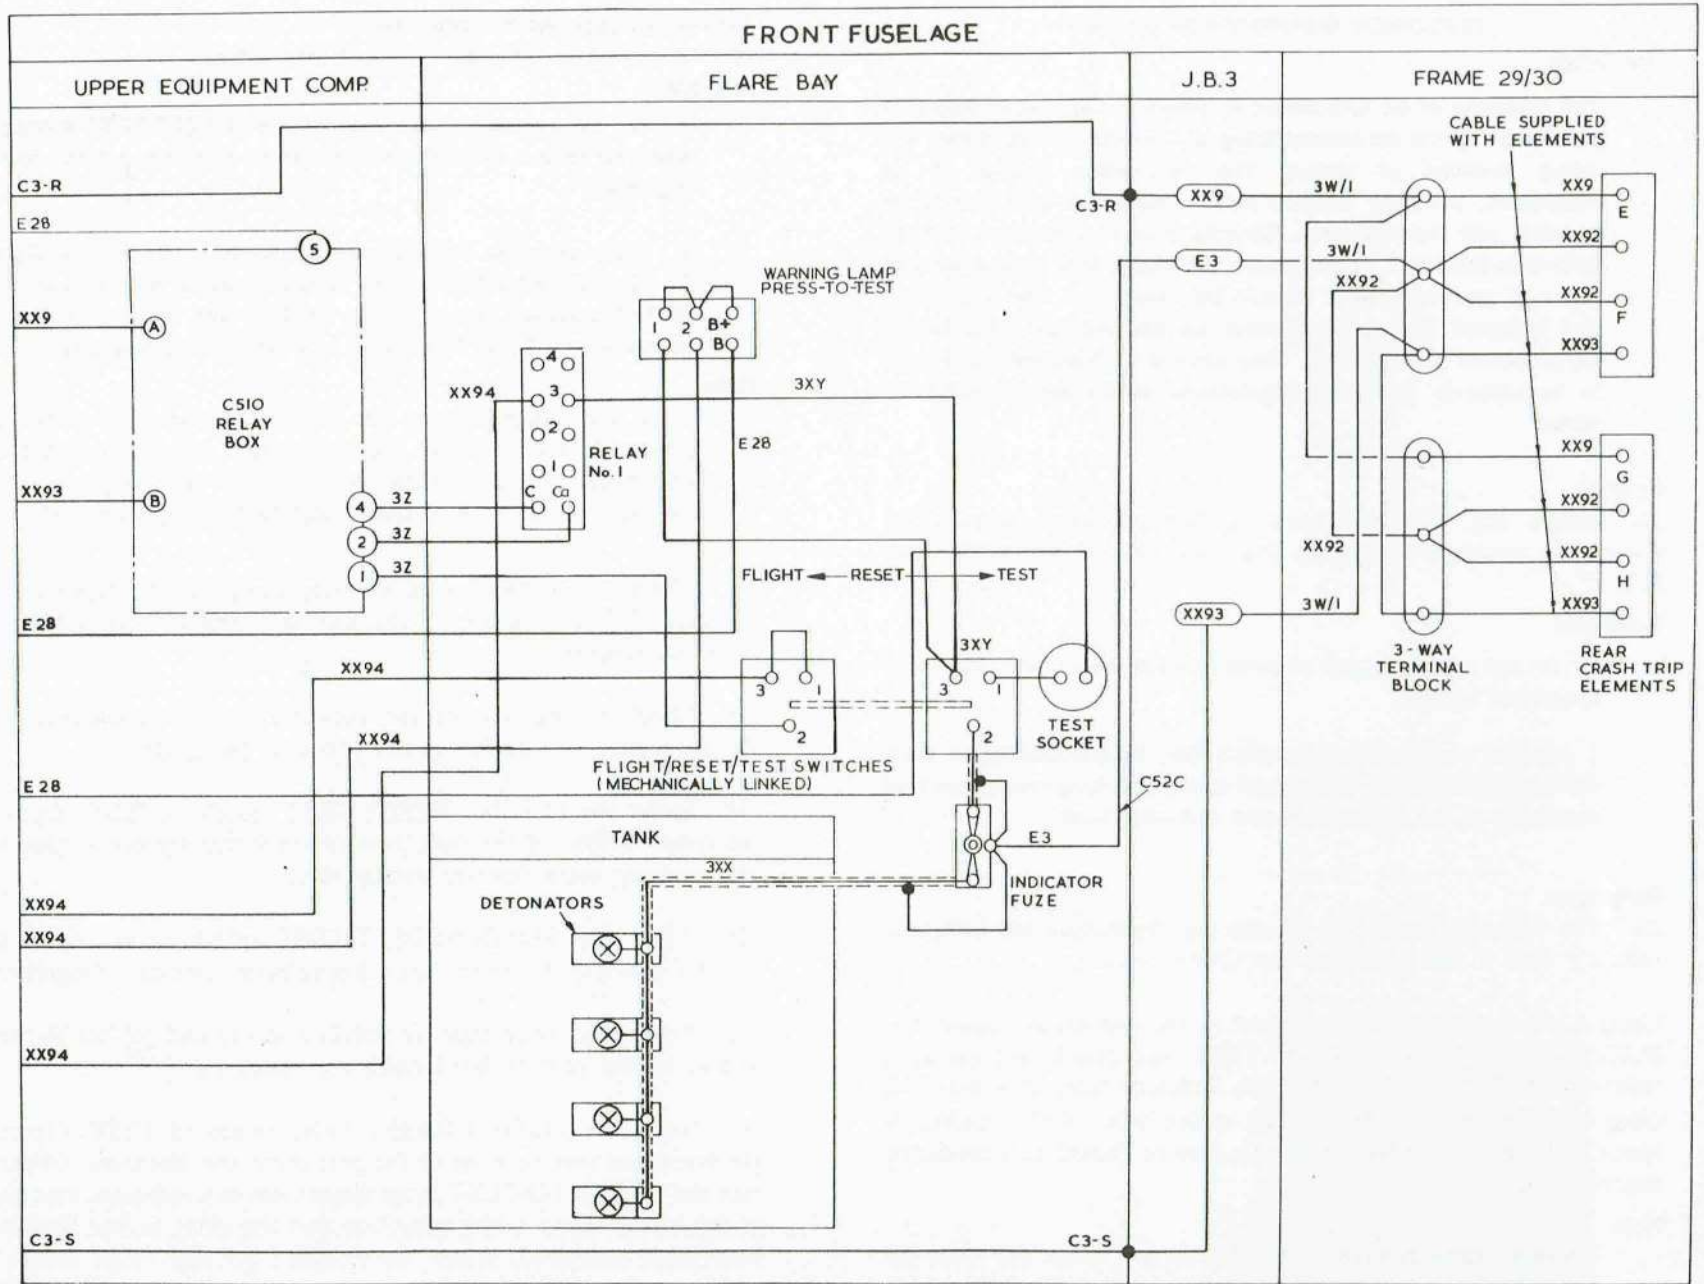 FRONT FUSELAGE
UPPER EQUIPMENT COMP.
FLARE BAY
J.B.3
FRAME 29/30
CABLE SUPPLIED
WITH ELEMENTS
C3-R
E28
5
XX9
A
C510
RELAY
BOX
XX93
B
4
2
1
3Z
3Z
3Z
E28
XX94
4
3
2
1
C
Ca
RELAY
No.1
WARNING LAMP
PRESS-TO-TEST
1
2
B+
B
3XY
E28
FLIGHT
RESET
TEST
XX94
3
1
2
3XY
3
1
2
TEST
SOCKET
XX94
FLIGHT/RESET/TEST SWITCHES
(MECHANICALLY LINKED)
E28
C52C
TANK
3XX
E3
INDICATOR
FUZE
DETONATORS
XX94
XX94
XX94
C3-S
C3-S
C3-R
XX9
3W/1
XX9
E
XX92
E3
3W/1
XX92
XX92
F
XX93
XX9
G
XX92
XX92
XX92
H
XX93
3W/1
XX93
3-WAY
TERMINAL
BLOCK
REAR
CRASH TRIP
ELEMENTS